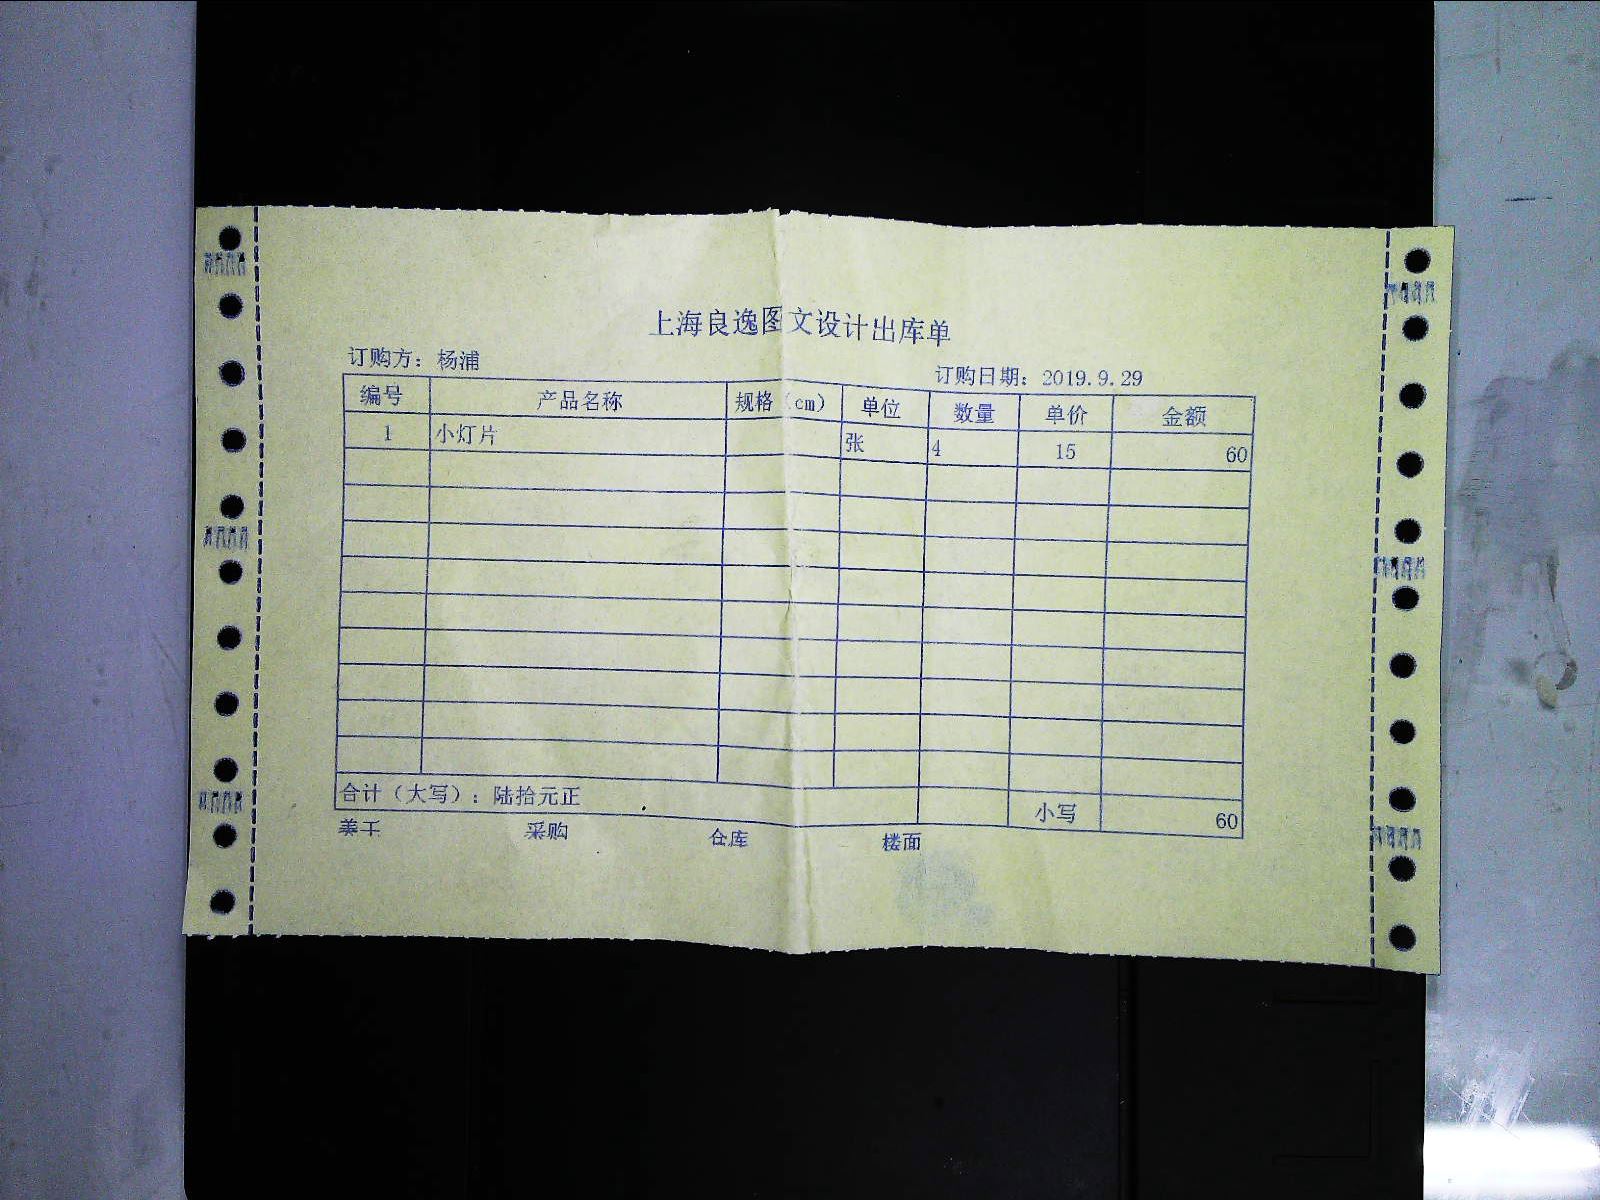 上海良逸图文设计出库单
订购方：杨浦 订购日期：2019.9.29
编号 产品名称 规格（cm） 单位 数量 单价 金额
1 小灯片 张 4 15 60
合计（大写）：陆拾元正 小写 60
采购 仓库 楼面